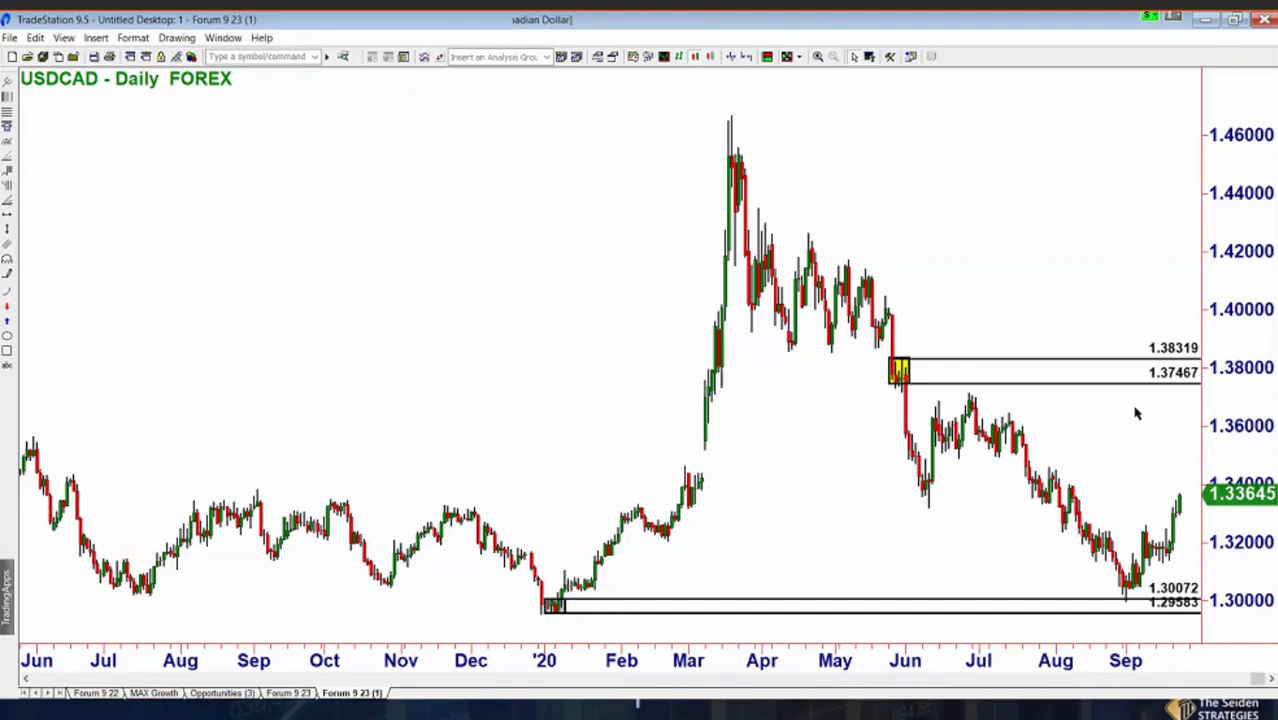 TradeStation 9.5 - Untitled Desktop: 1 - Forum 9 23 (1)
adian Dollar]
File Edit View Insert Format Drawing Window Help
Type a symbol/command
Insert an Analysis Grou
USDCAD - Daily FOREX
1.46000
1.44000
1.42000
1.40000
1.38319
1.38000
1.37467
1.36000
1.34000
1.33645
1.32000
1.30072
1.30000
1.29583
abc
TradingApps
Jun Jul Aug Sep Oct Nov Dec '20 Feb Mar Apr May Jun Jul Aug Sep
Forum 9 22 MAX Growth Opportunities (3) Forum 9 23 Forum 9 23 (1)
The Seiden
STRATEGIES